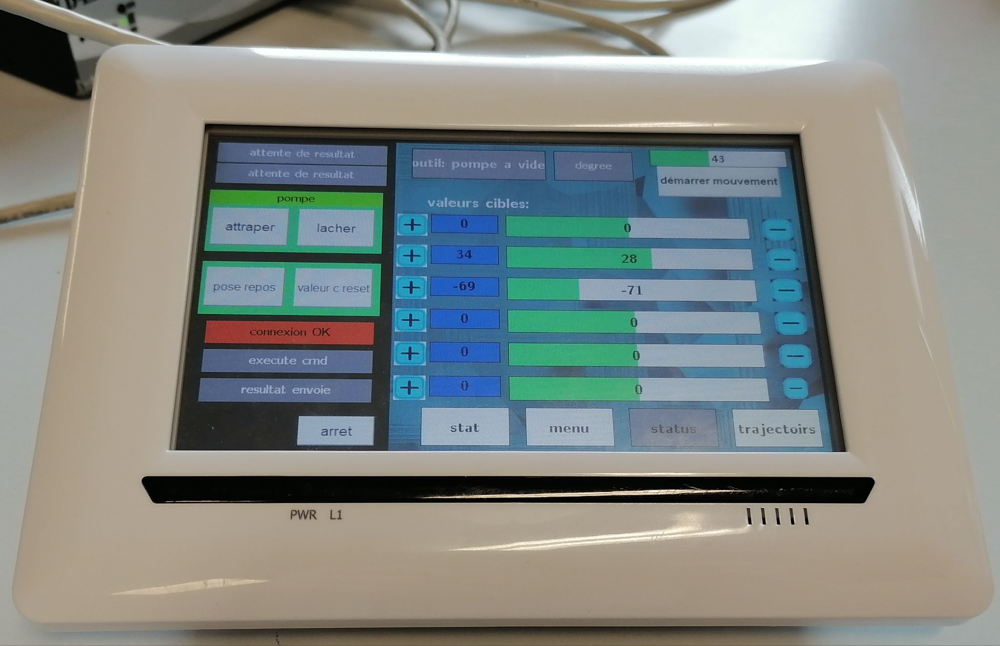 attente de resultat
attente de resultat
pompe
attraper
lacher
pose repos
valeur c reset
connexion OK
execute cmd
resultat envoie
arret
outil: pompe a vide
degree
43
démarrer mouvement
valeurs cibles:
+ 0 0 -
+ 34 28 -
+ -69 -71 -
+ 0 0 -
+ 0 0 -
+ 0 0 -
stat
menu
status
trajectoirs
PWR L1